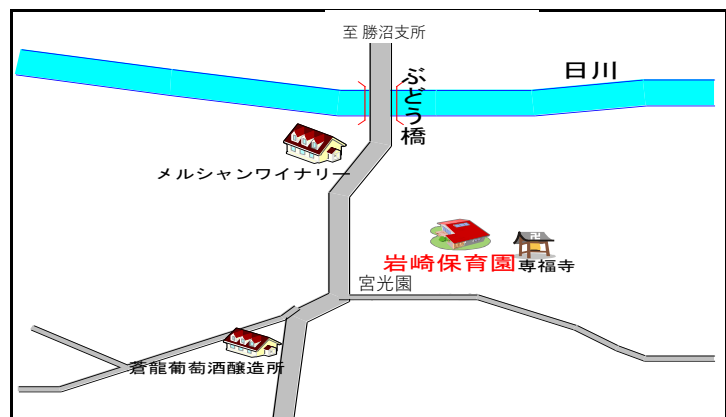 至 勝沼支所
ぶどう橋
日川
メルシャンワイナリー
岩崎保育園
専福寺
宮光園
蒼龍葡萄酒醸造所